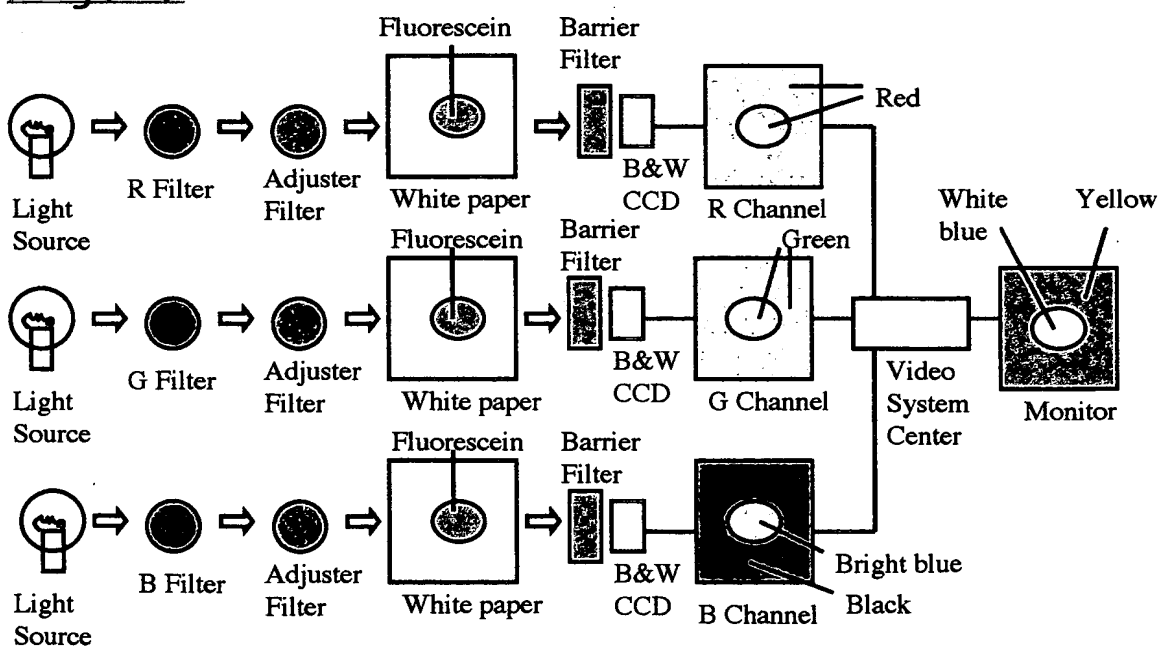 Fluorescein
Barrier
Filter
Red
Light
Source
R Filter
Adjuster
Filter
White paper
B&W
CCD
R Channel
Fluorescein
Barrier
Filter
Green
White
blue
Yellow
Light
Source
G Filter
Adjuster
Filter
White paper
B&W
CCD
G Channel
Video
System
Center
Monitor
Fluorescein
Barrier
Filter
Light
Source
B Filter
Adjuster
Filter
White paper
B&W
CCD
B Channel
Bright blue
Black